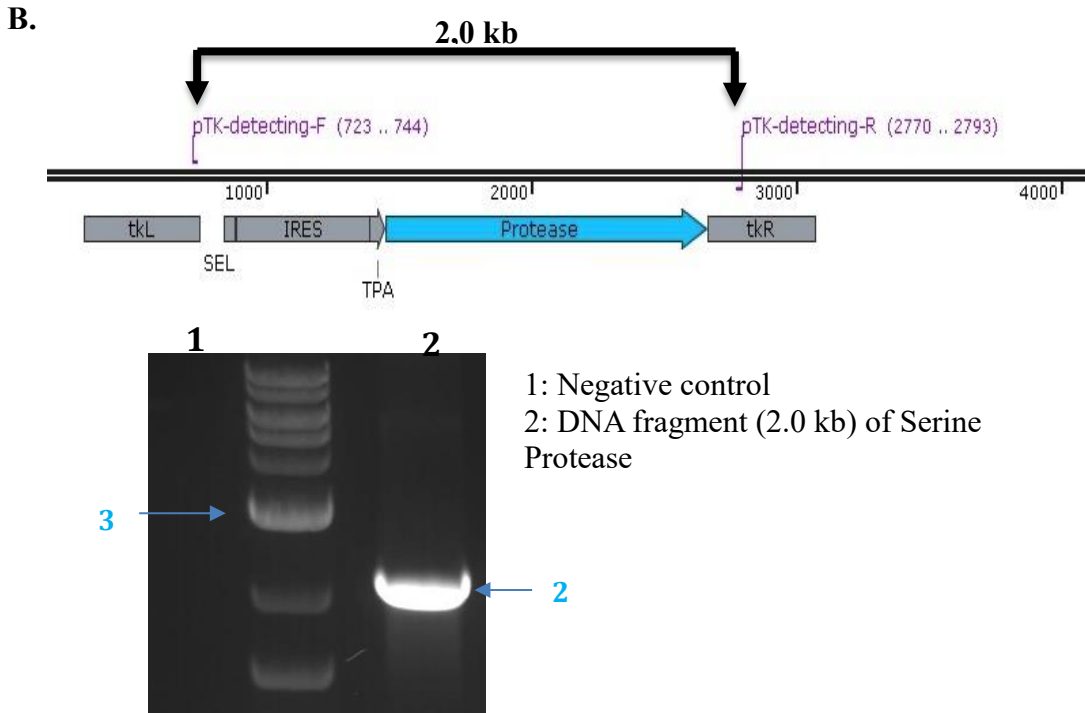 B.
2,0 kb
pTK-detecting-F (723 .. 744)
pTK-detecting-R (2770 .. 2793)
1000
2000
3000
4000
tkL
IRES
Protease
tkR
SEL
TPA
1
2
1: Negative control
2: DNA fragment (2.0 kb) of Serine
Protease
3
2